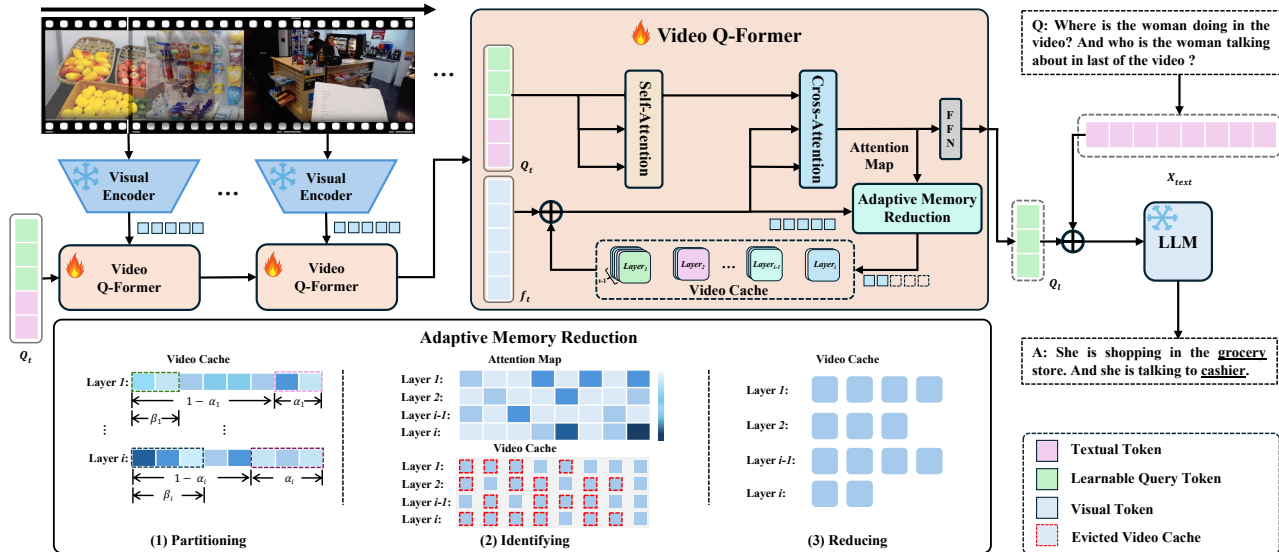 Visual
Encoder
...
Visual
Encoder
Video
Q-Former
Video
Q-Former
Q_t
...
Video Q-Former
Q_t
f_t
Self-Attention
Cross-Attention
FFN
Attention
Map
Adaptive Memory
Reduction
Layer_1
Layer_2
...
Layer_{i-1}
Layer_i
Video Cache
Q: Where is the woman doing in the
video? And who is the woman talking
about in last of the video ?
X_{text}
Q_l
LLM
A: She is shopping in the grocery
store. And she is talking to cashier.
Adaptive Memory Reduction
Video Cache
Layer 1:
1 − α_1
α_1
β_1
⋮
⋮
Layer i:
1 − α_i
α_i
β_i
(1) Partitioning
Attention Map
Layer 1:
Layer 2:
Layer i-1:
Layer i:
Video Cache
Layer 1:
Layer 2:
Layer i-1:
Layer i:
(2) Identifying
Video Cache
Layer 1:
Layer 2:
Layer i-1:
Layer i:
(3) Reducing
Textual Token
Learnable Query Token
Visual Token
Evicted Video Cache